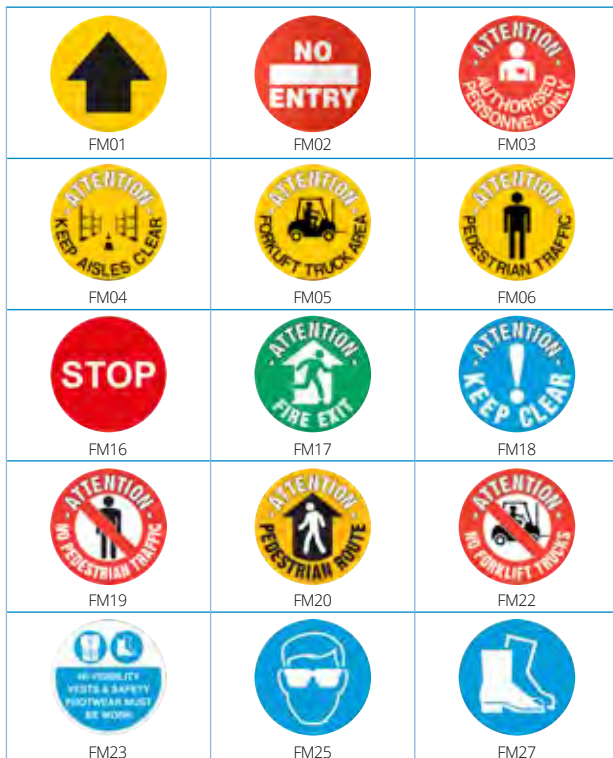 NO
ENTRY
- ATTENTION -
AUTHORISED
PERSONNEL ONLY
FM01
FM02
FM03
- ATTENTION -
KEEP AISLES CLEAR
- ATTENTION -
FORKLIFT TRUCK AREA
- ATTENTION -
PEDESTRIAN TRAFFIC
FM04
FM05
FM06
STOP
- ATTENTION -
FIRE EXIT
- ATTENTION -
KEEP CLEAR
FM16
FM17
FM18
- ATTENTION -
NO PEDESTRIAN TRAFFIC
- ATTENTION -
PEDESTRIAN ROUTE
- ATTENTION -
NO FORKLIFT TRUCKS
FM19
FM20
FM22
HI-VISIBILITY
VESTS & SAFETY
FOOTWEAR MUST
BE WORN
FM23
FM25
FM27